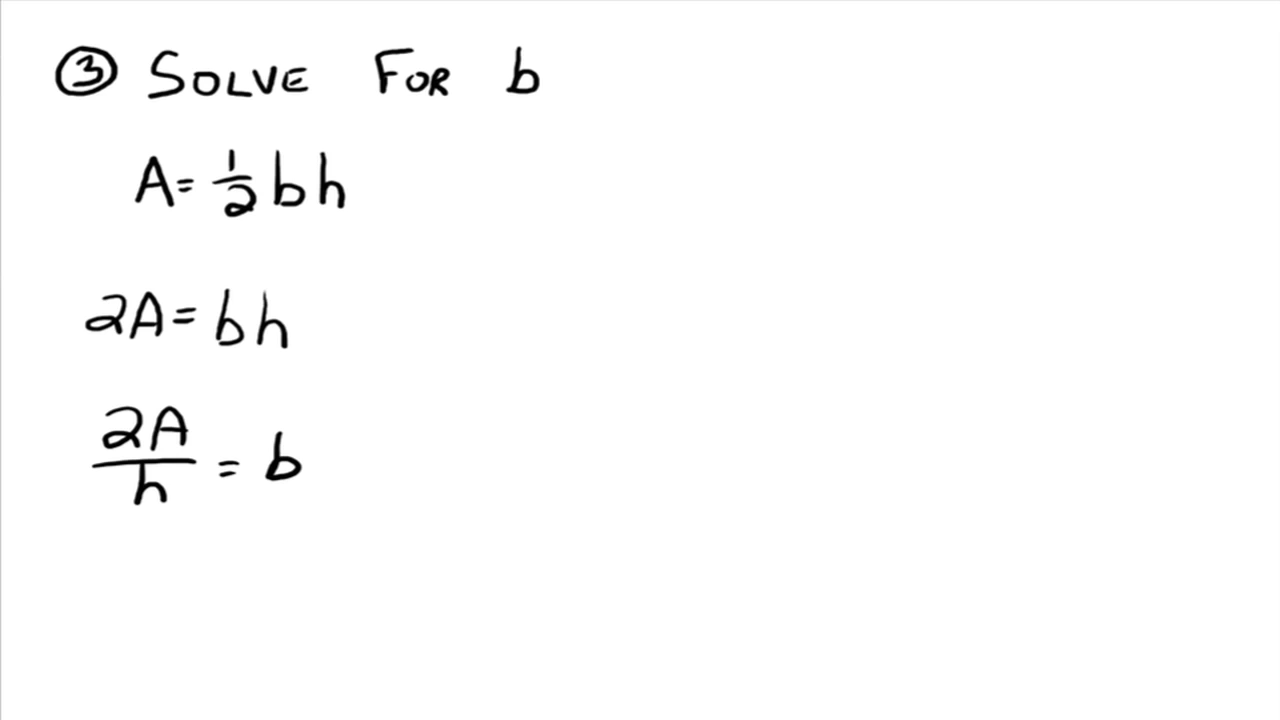 ③ SOLVE FOR b
A = 1/2 bh
2A = bh
2A/h = b